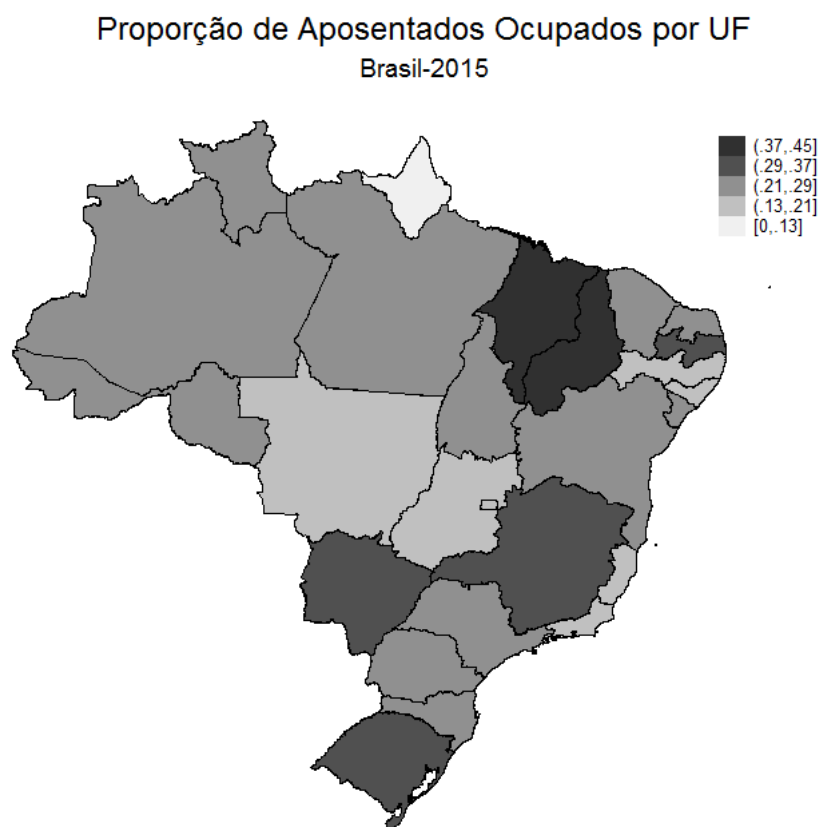 Proporção de Aposentados Ocupados por UF
Brasil-2015
(.37,.45]
(.29,.37]
(.21,.29]
(.13,.21]
[0,.13]